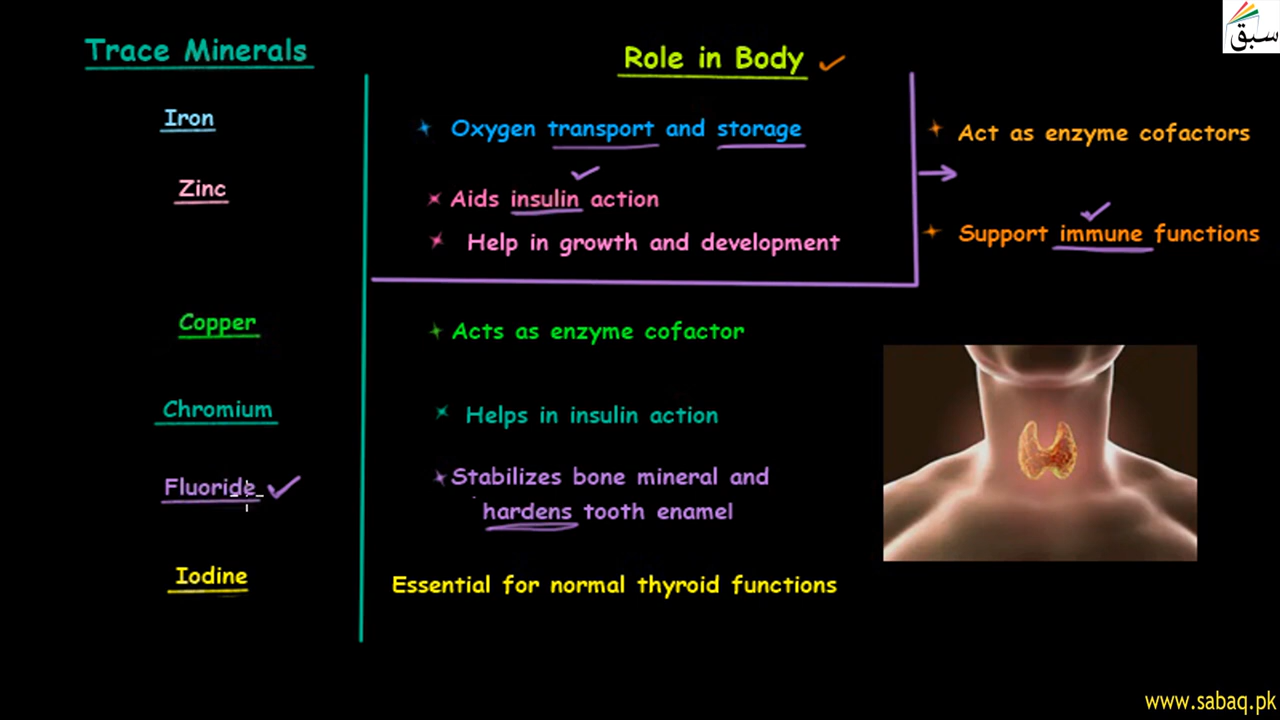 سبق
Trace Minerals
Role in Body
Iron
Oxygen transport and storage
Act as enzyme cofactors
Zinc
Aids insulin action
Help in growth and development
Support immune functions
Copper
Acts as enzyme cofactor
Chromium
Helps in insulin action
Fluoride
Stabilizes bone mineral and
hardens tooth enamel
Iodine
Essential for normal thyroid functions
www.sabaq.pk